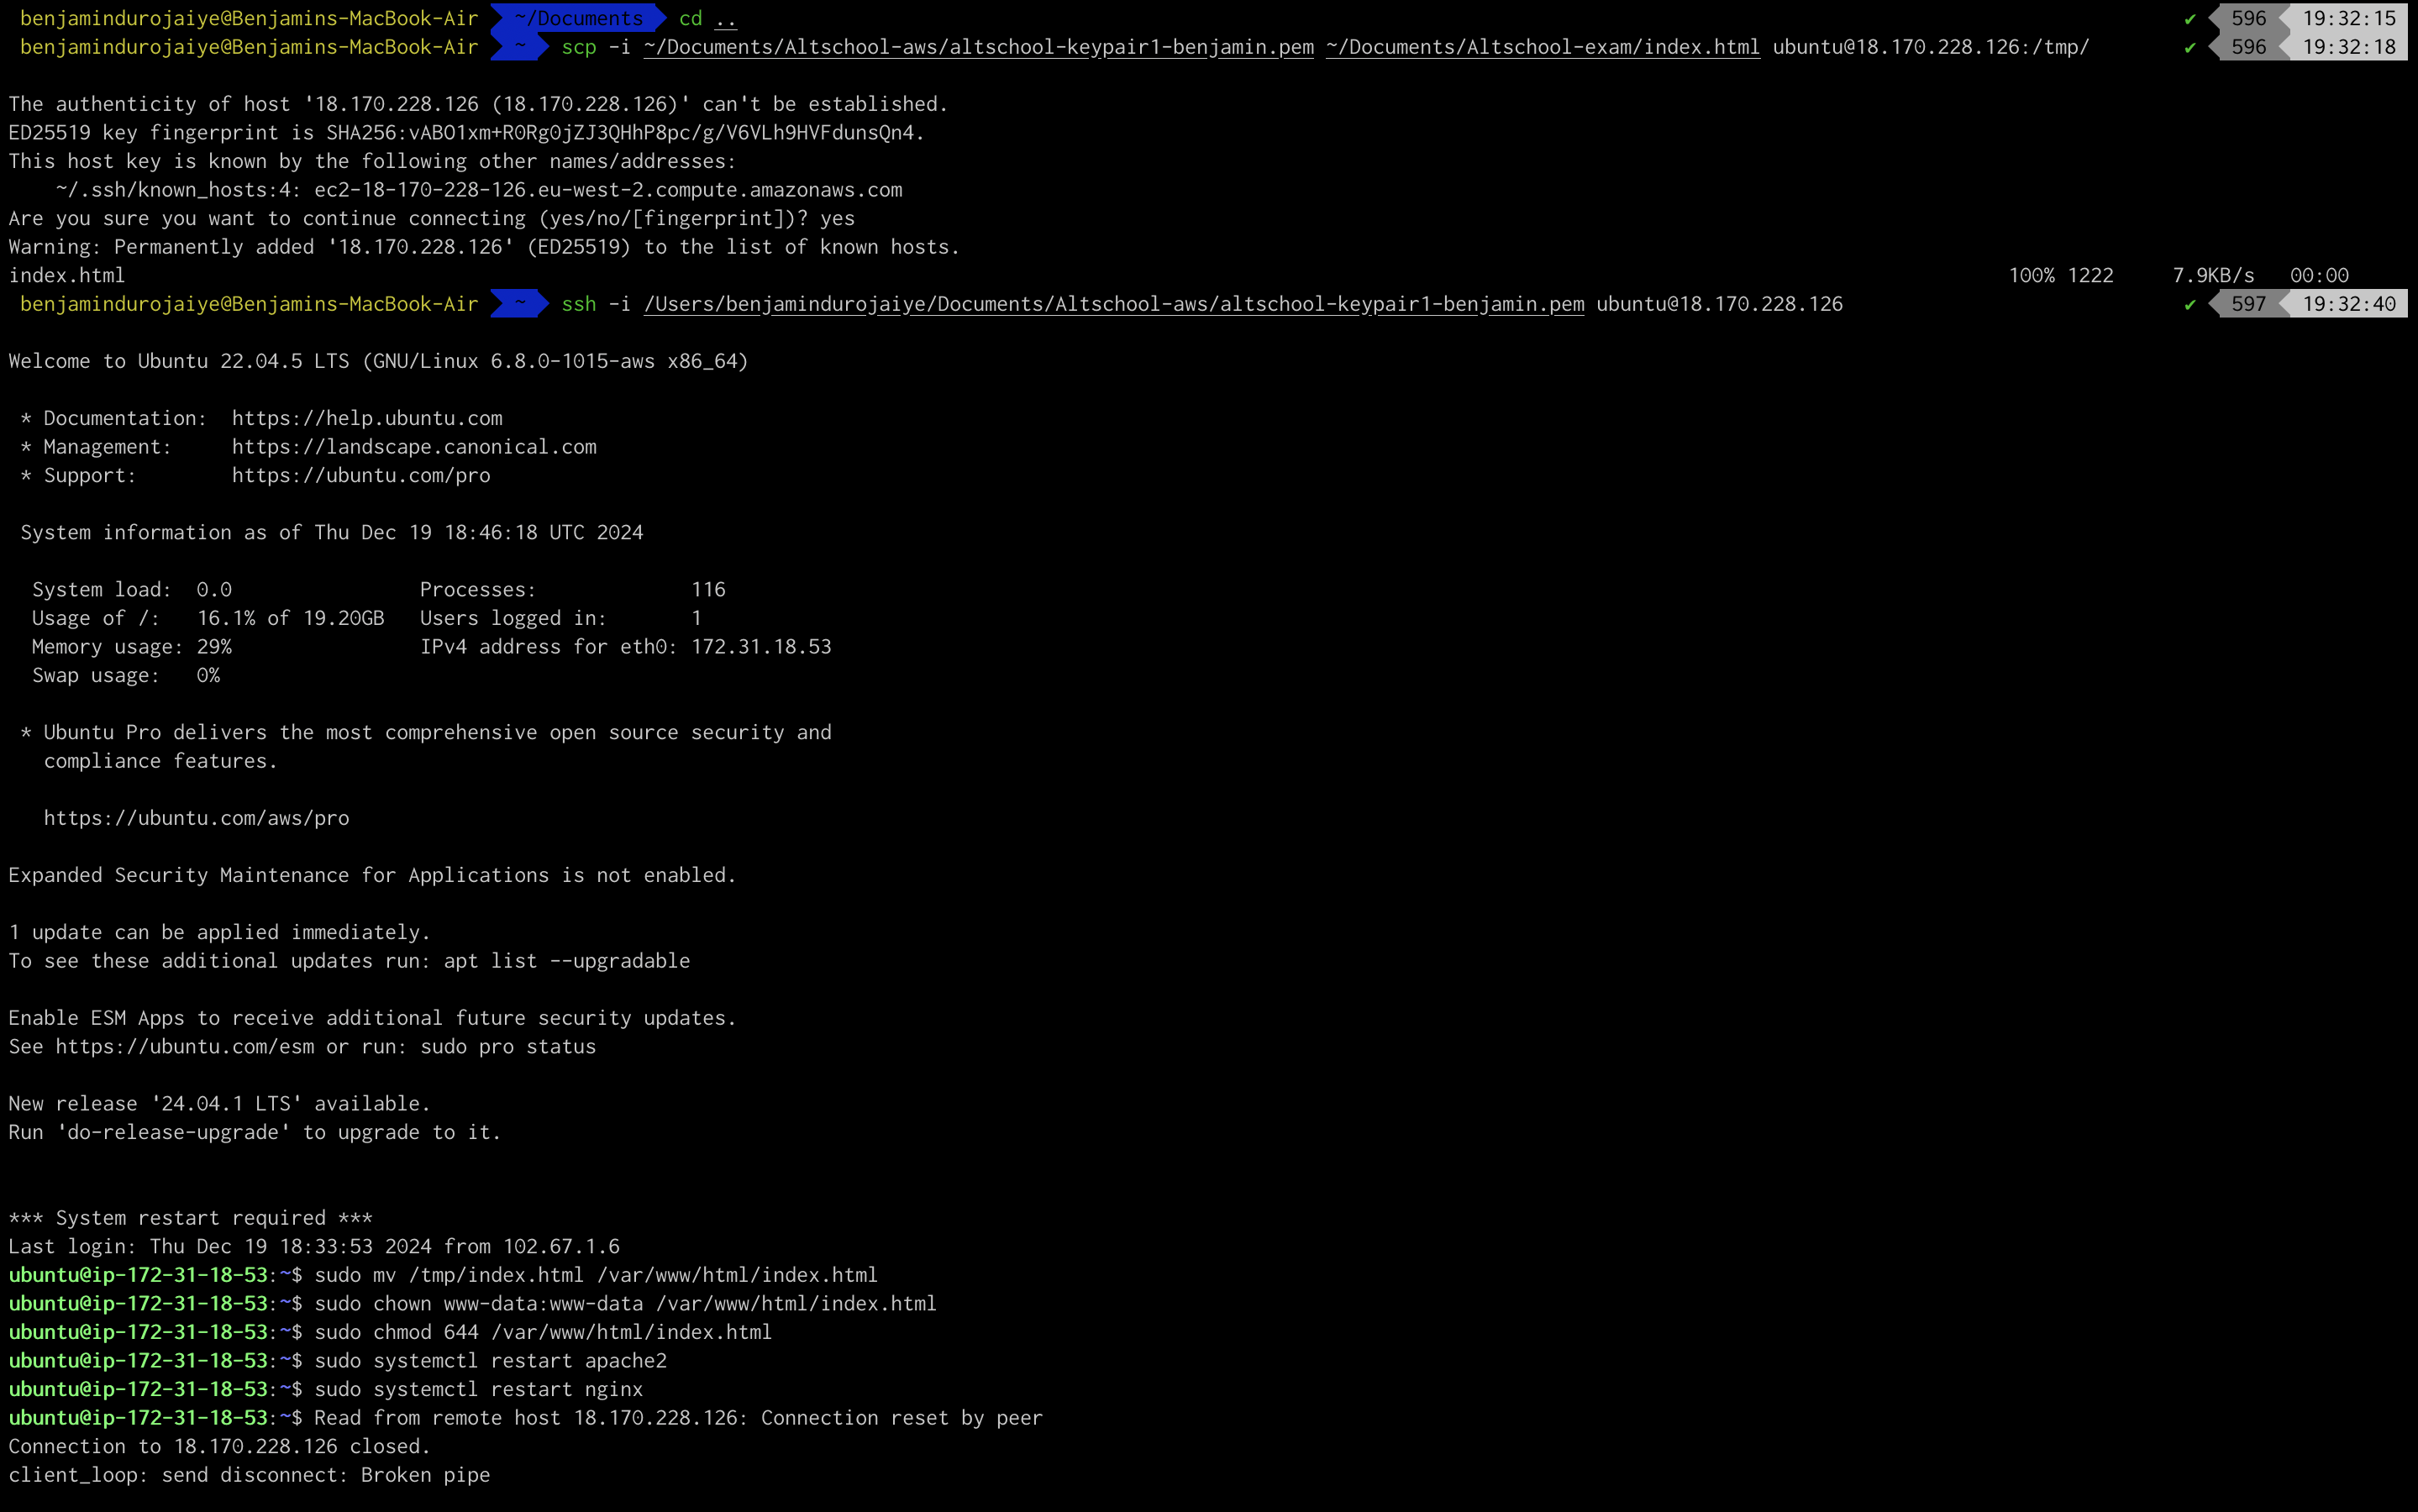 benjamindurojaiye@Benjamins-MacBook-Air ~/Documents cd .. ✔ 596 19:32:15
benjamindurojaiye@Benjamins-MacBook-Air ~ scp -i ~/Documents/Altschool-aws/altschool-keypair1-benjamin.pem ~/Documents/Altschool-exam/index.html ubuntu@18.170.228.126:/tmp/ ✔ 596 19:32:18
The authenticity of host '18.170.228.126 (18.170.228.126)' can't be established.
ED25519 key fingerprint is SHA256:vABO1xm+R0Rg0jZJ3QHhP8pc/g/V6VLh9HVFdunsQn4.
This host key is known by the following other names/addresses:
~/.ssh/known_hosts:4: ec2-18-170-228-126.eu-west-2.compute.amazonaws.com
Are you sure you want to continue connecting (yes/no/[fingerprint])? yes
Warning: Permanently added '18.170.228.126' (ED25519) to the list of known hosts.
index.html 100% 1222 7.9KB/s 00:00
benjamindurojaiye@Benjamins-MacBook-Air ~ ssh -i /Users/benjamindurojaiye/Documents/Altschool-aws/altschool-keypair1-benjamin.pem ubuntu@18.170.228.126 ✔ 597 19:32:40
Welcome to Ubuntu 22.04.5 LTS (GNU/Linux 6.8.0-1015-aws x86_64)
* Documentation: https://help.ubuntu.com
* Management: https://landscape.canonical.com
* Support: https://ubuntu.com/pro
System information as of Thu Dec 19 18:46:18 UTC 2024
System load: 0.0 Processes: 116
Usage of /: 16.1% of 19.20GB Users logged in: 1
Memory usage: 29% IPv4 address for eth0: 172.31.18.53
Swap usage: 0%
* Ubuntu Pro delivers the most comprehensive open source security and
compliance features.
https://ubuntu.com/aws/pro
Expanded Security Maintenance for Applications is not enabled.
1 update can be applied immediately.
To see these additional updates run: apt list --upgradable
Enable ESM Apps to receive additional future security updates.
See https://ubuntu.com/esm or run: sudo pro status
New release '24.04.1 LTS' available.
Run 'do-release-upgrade' to upgrade to it.
*** System restart required ***
Last login: Thu Dec 19 18:33:53 2024 from 102.67.1.6
ubuntu@ip-172-31-18-53:~$ sudo mv /tmp/index.html /var/www/html/index.html
ubuntu@ip-172-31-18-53:~$ sudo chown www-data:www-data /var/www/html/index.html
ubuntu@ip-172-31-18-53:~$ sudo chmod 644 /var/www/html/index.html
ubuntu@ip-172-31-18-53:~$ sudo systemctl restart apache2
ubuntu@ip-172-31-18-53:~$ sudo systemctl restart nginx
ubuntu@ip-172-31-18-53:~$ Read from remote host 18.170.228.126: Connection reset by peer
Connection to 18.170.228.126 closed.
client_loop: send disconnect: Broken pipe